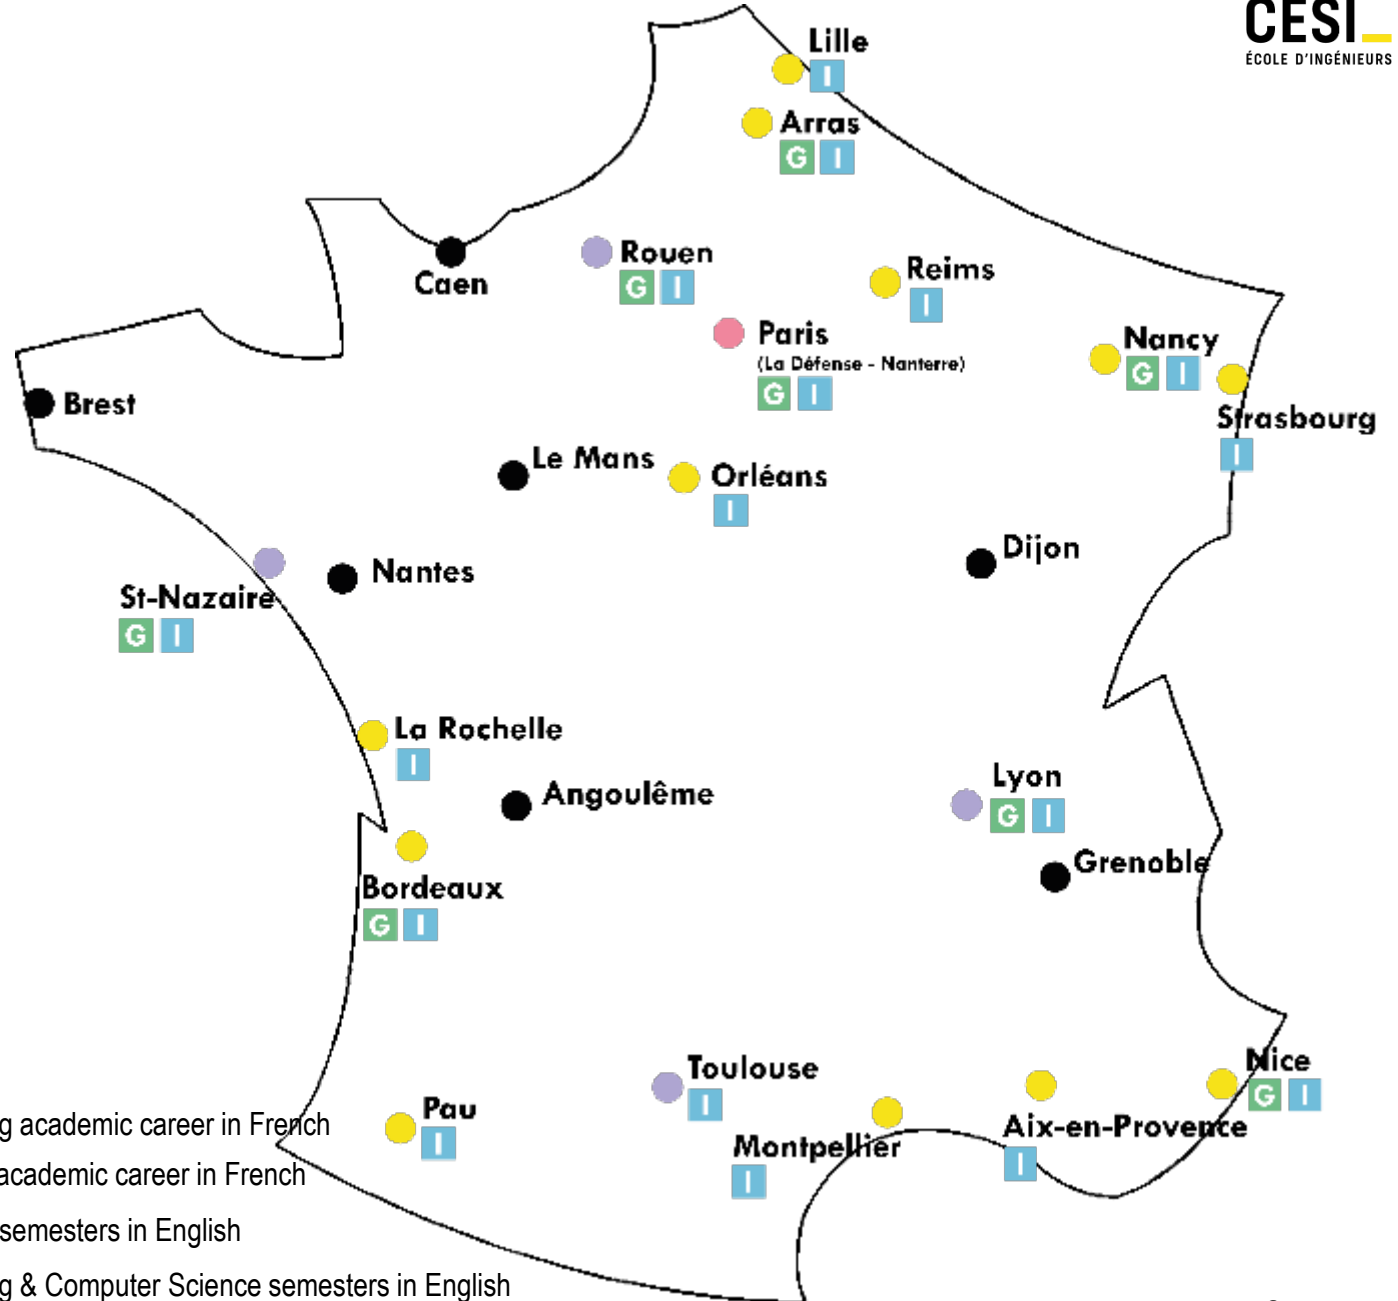 CESI_
ÉCOLE D'INGÉNIEURS
Lille
I
Arras
G I
Rouen
G I
Caen
Reims
I
Paris
(La Défense - Nanterre)
G I
Nancy
G I
Strasbourg
I
Brest
Le Mans
Orléans
I
Dijon
Nantes
St-Nazaire
G I
La Rochelle
I
Angoulême
Lyon
G I
Grenoble
Bordeaux
G I
Toulouse
I
Nice
G I
Pau
I
Montpellier
I
Aix-en-Provence
I
g academic career in French
academic career in French
semesters in English
g & Computer Science semesters in English